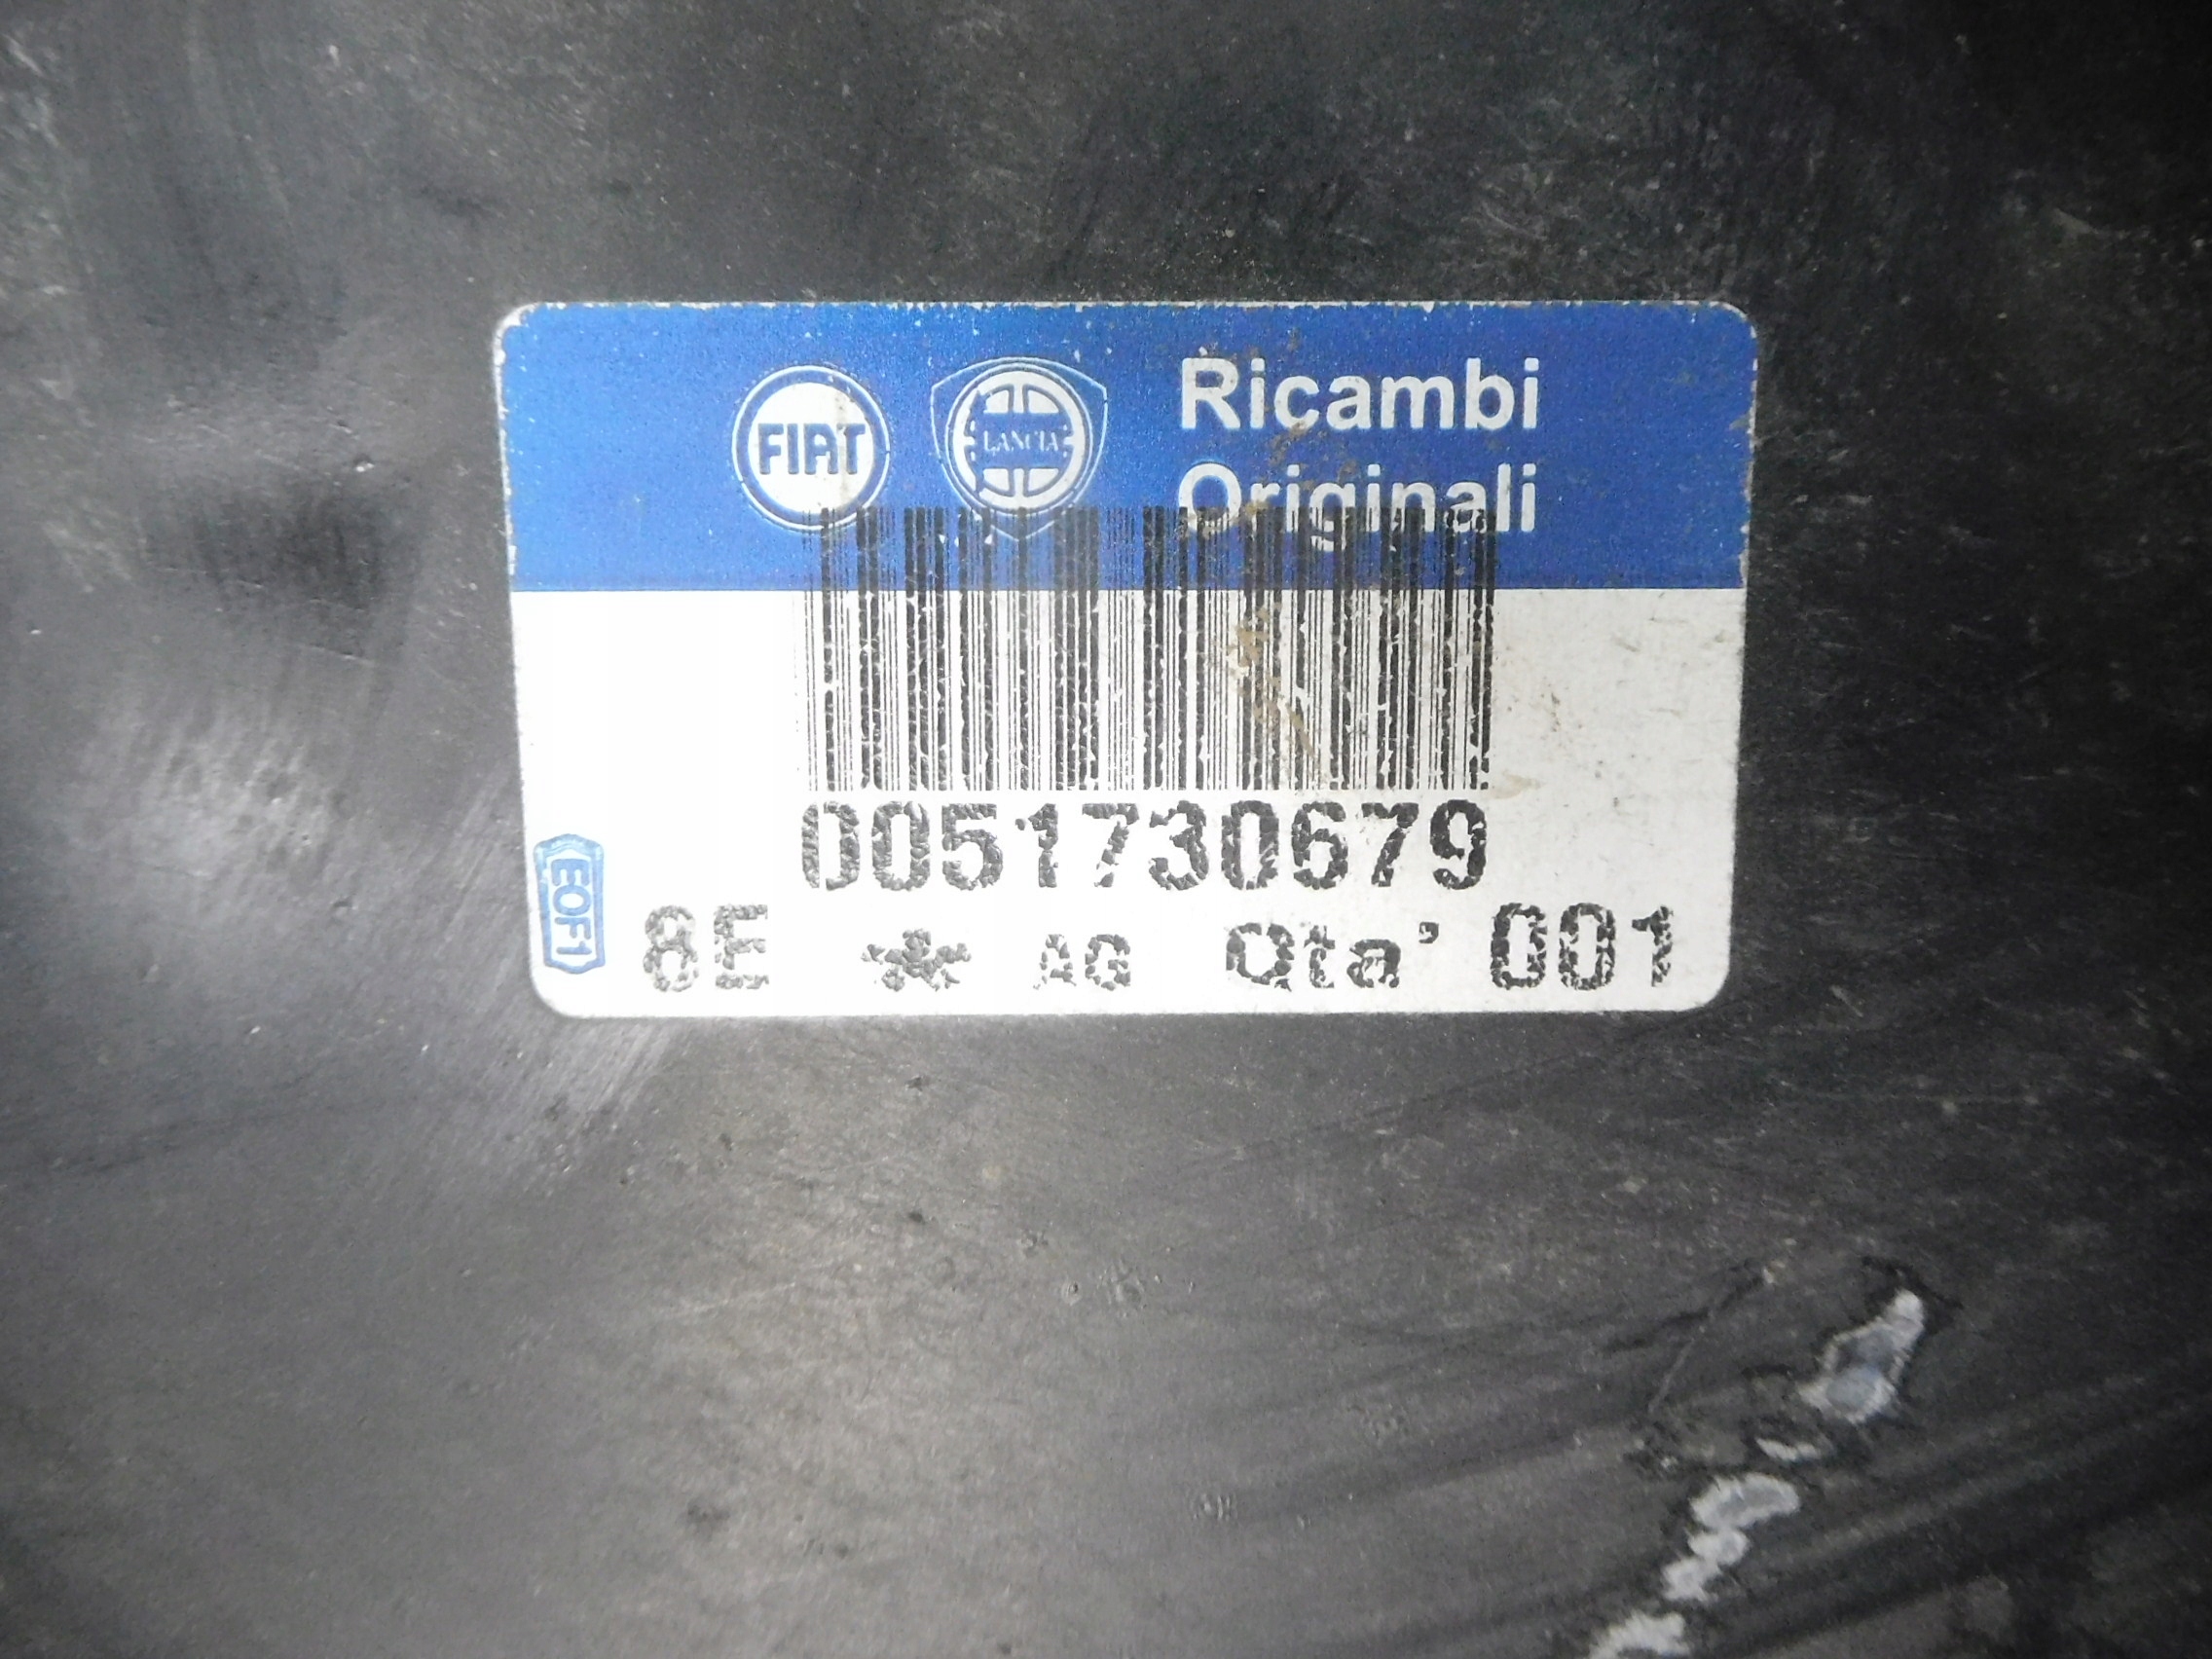 FIAT LANCIA Ricambi
Originali
0051730679
EOF1
8E * AG Qta' 001